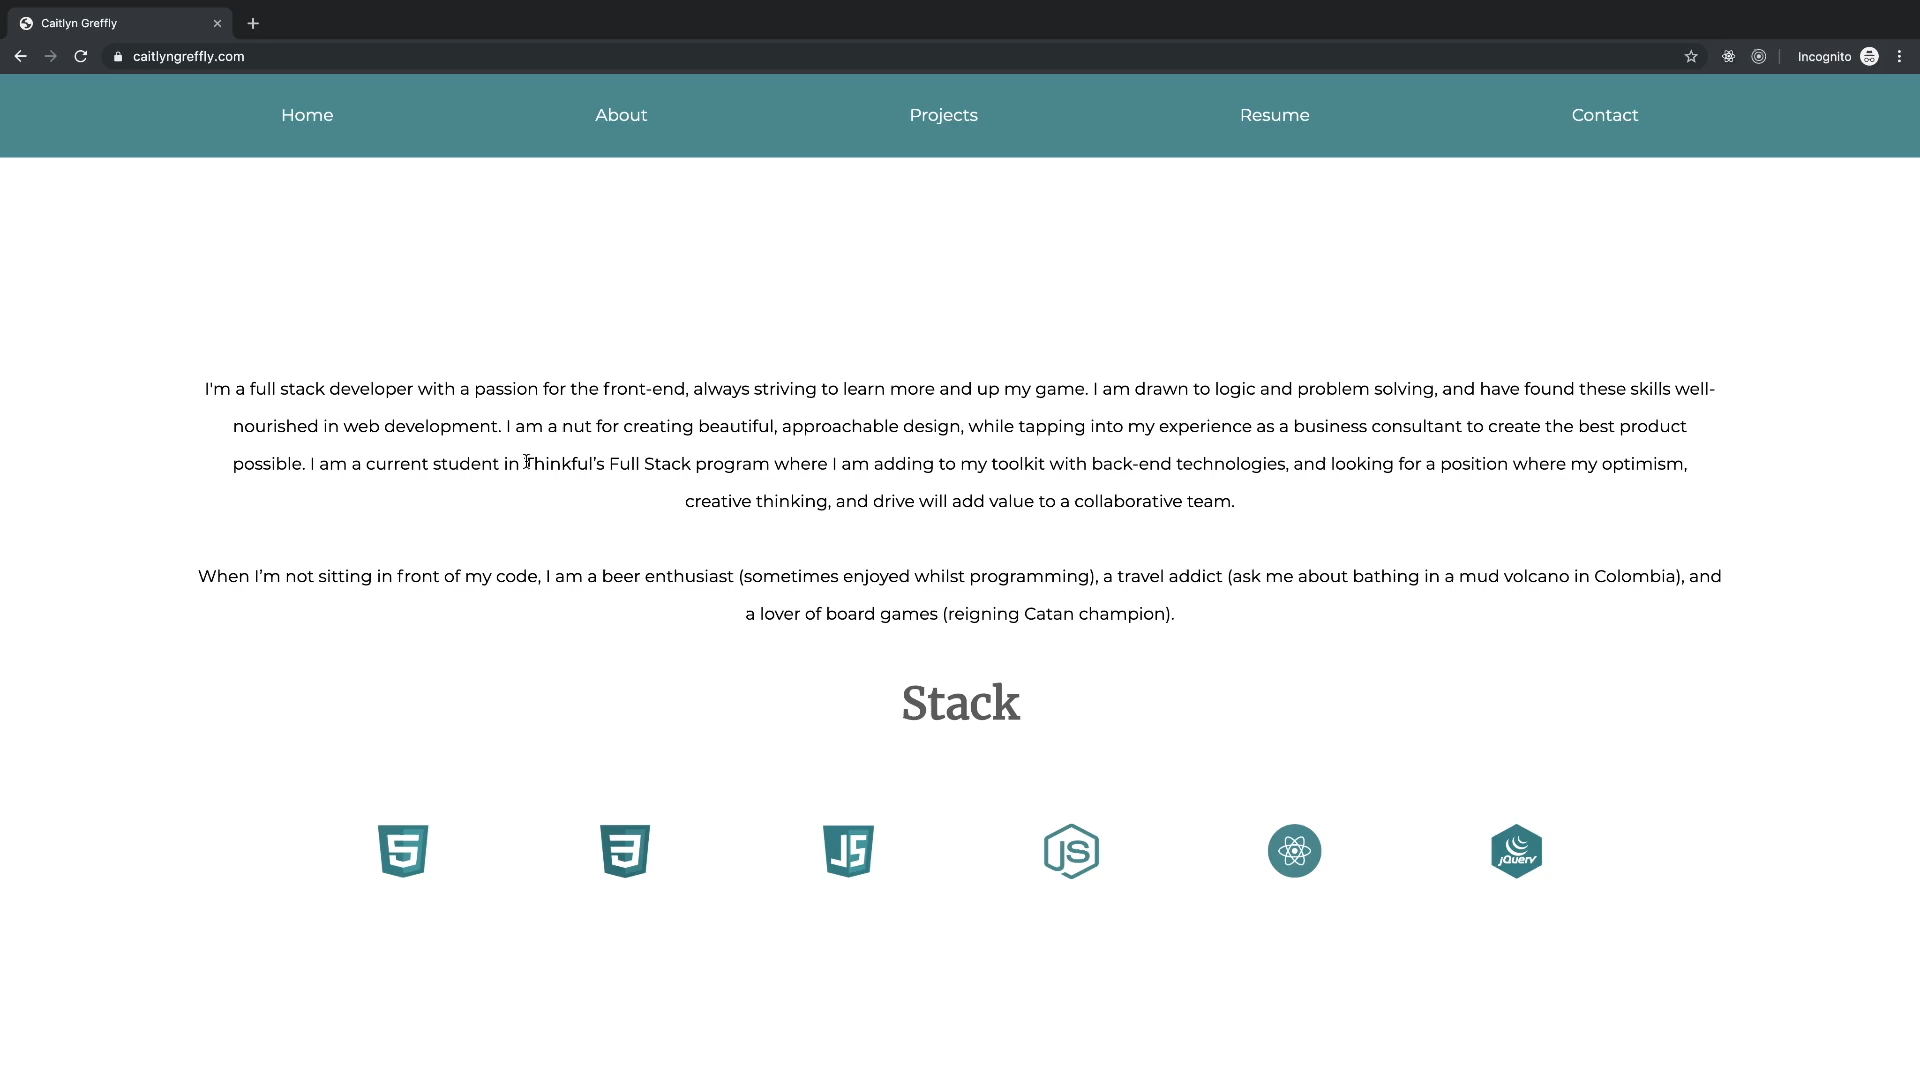 Caitlyn Greffly
caitlyngreffly.com
Incognito
Home About Projects Resume Contact
I'm a full stack developer with a passion for the front-end, always striving to learn more and up my game. I am drawn to logic and problem solving, and have found these skills well-
nourished in web development. I am a nut for creating beautiful, approachable design, while tapping into my experience as a business consultant to create the best product
possible. I am a current student in Thinkful’s Full Stack program where I am adding to my toolkit with back-end technologies, and looking for a position where my optimism,
creative thinking, and drive will add value to a collaborative team.
When I’m not sitting in front of my code, I am a beer enthusiast (sometimes enjoyed whilst programming), a travel addict (ask me about bathing in a mud volcano in Colombia), and
a lover of board games (reigning Catan champion).
Stack
5 3 JS JS jQuery